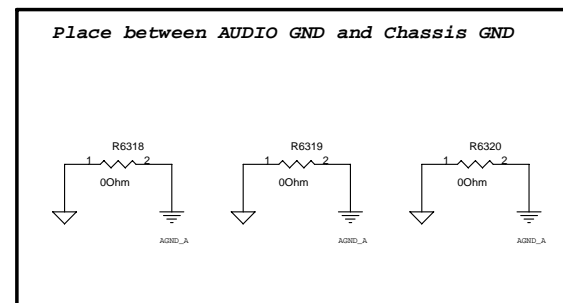 Place between AUDIO GND and Chassis GND
R6318 R6319 R6320
1 2 1 2 1 2
0Ohm 0Ohm 0Ohm
AGND_A AGND_A AGND_A